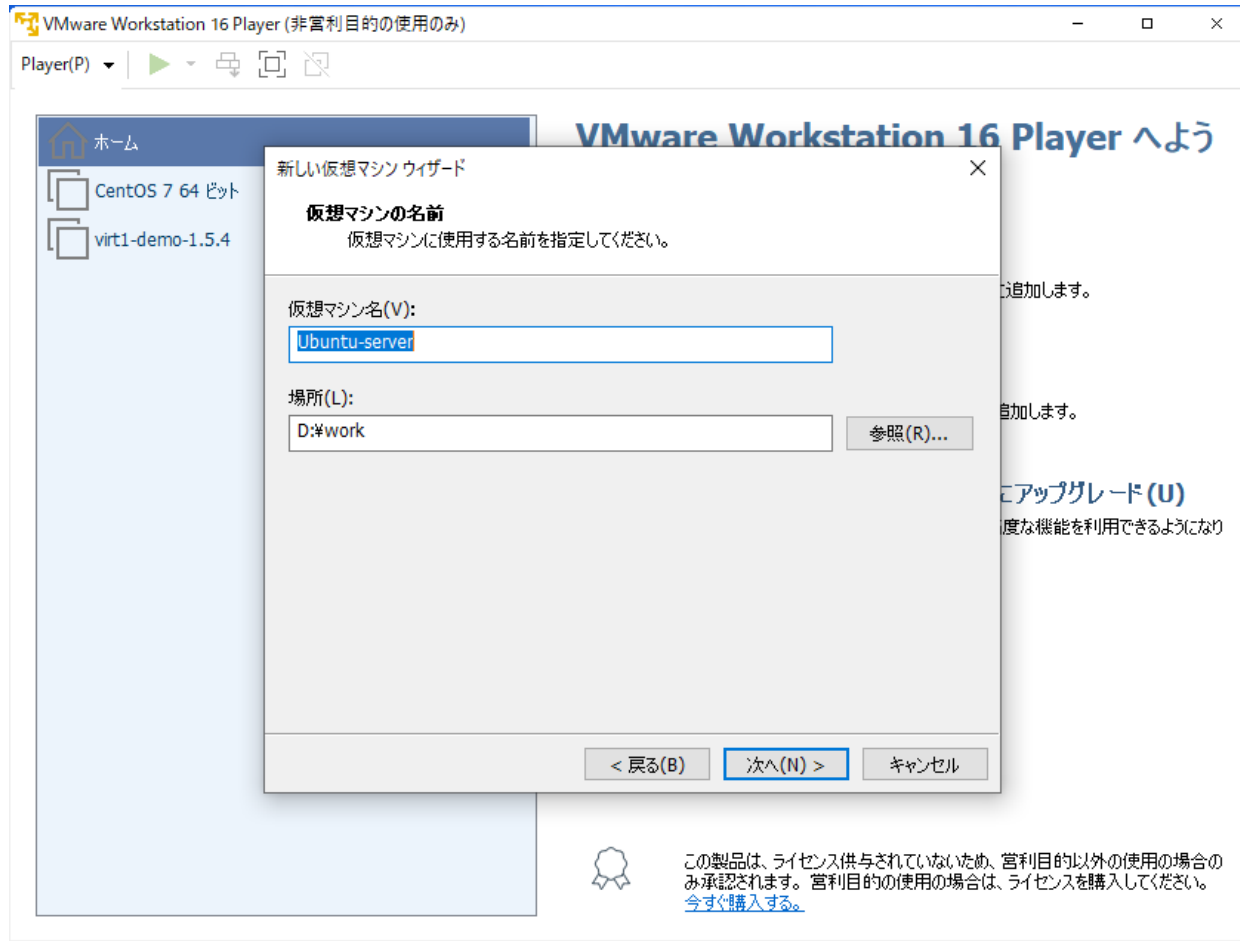 VMware Workstation 16 Player (非営利目的の使用のみ)
Player(P)
ホーム
CentOS 7 64 ビット
virt1-demo-1.5.4
VMware Workstation 16 Player へよう
新しい仮想マシン ウィザード
仮想マシンの名前
仮想マシンに使用する名前を指定してください。
に追加します。
仮想マシン名(V):
Ubuntu-server
場所(L):
D:¥work
参照(R)...
追加します。
にアップグレード(U)
度な機能を利用できるようになり
< 戻る(B)
次へ(N) >
キャンセル
この製品は、ライセンス供与されていないため、営利目的以外の使用の場合の
み承認されます。営利目的の使用の場合は、ライセンスを購入してください。
今すぐ購入する。